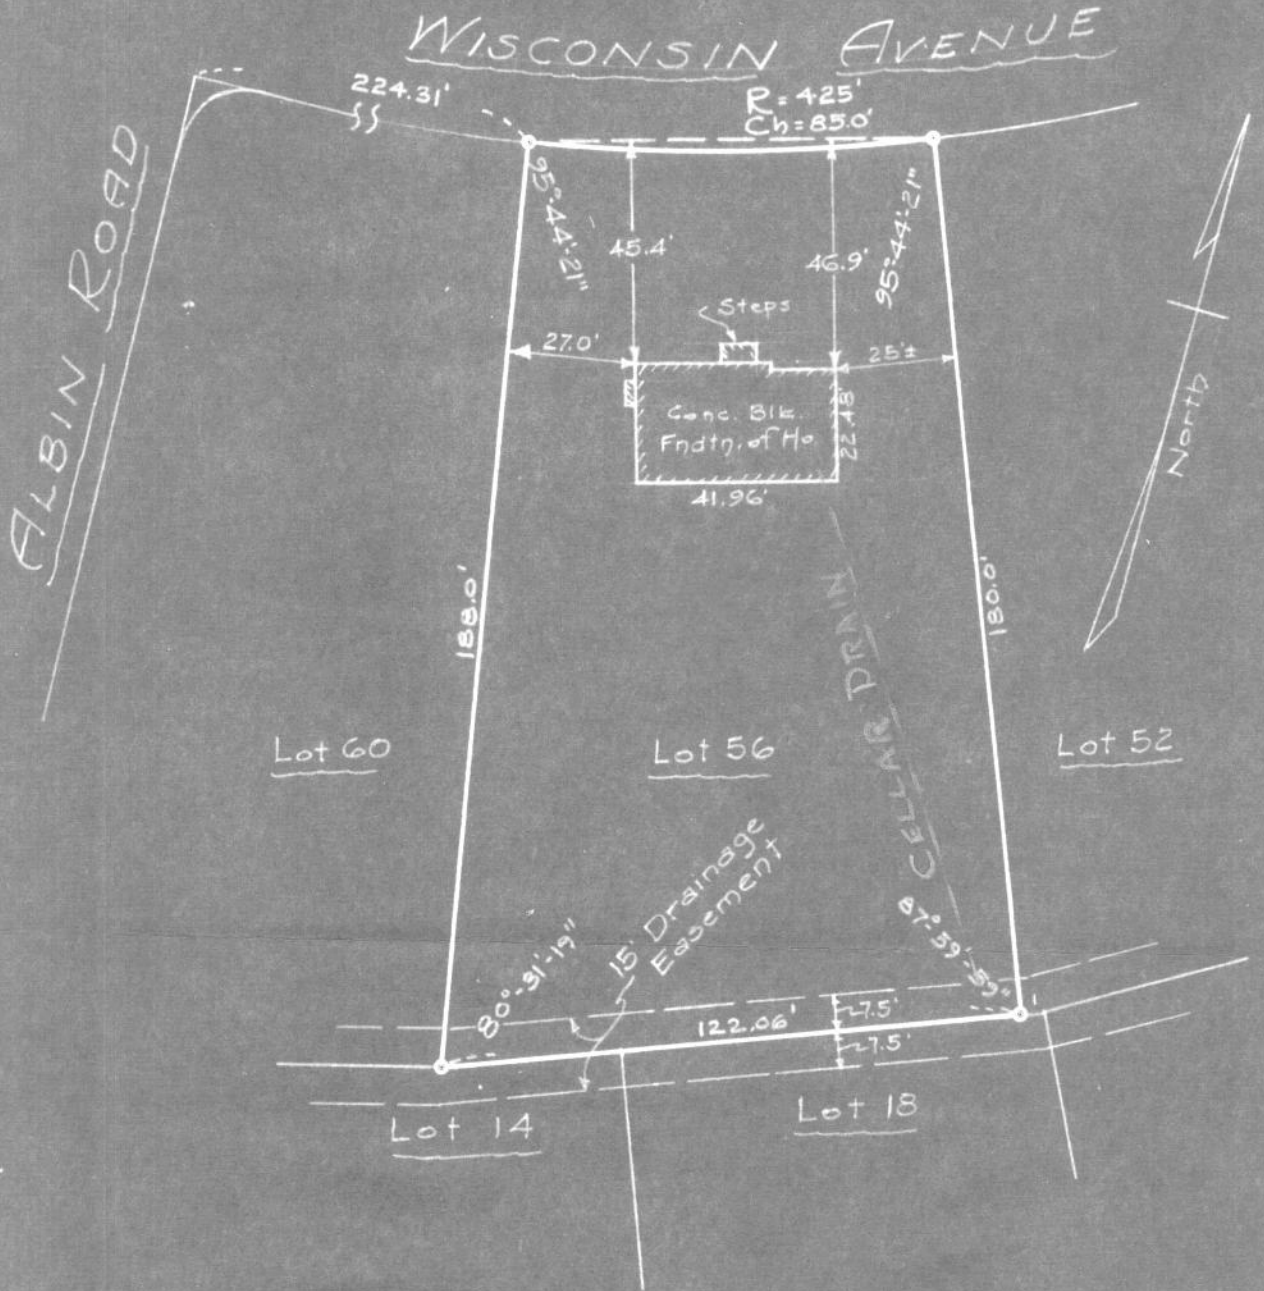 WISCONSIN AVENUE
224.31'
R = 425'
Ch = 85.0'
ALBIN ROAD
95°-44'-21"
95°-44'-21"
45.4'
46.9'
Steps
27.0'
25'±
Conc. Blk.
Fndtn. of Ho.
22.48'
41.96'
North
188.0'
180.0'
CELLAR DRAIN
Lot 60
Lot 56
Lot 52
15' Drainage
Easement
80°-31'-19"
87°-59'-59"
122.06'
7.5'
7.5'
Lot 14
Lot 18